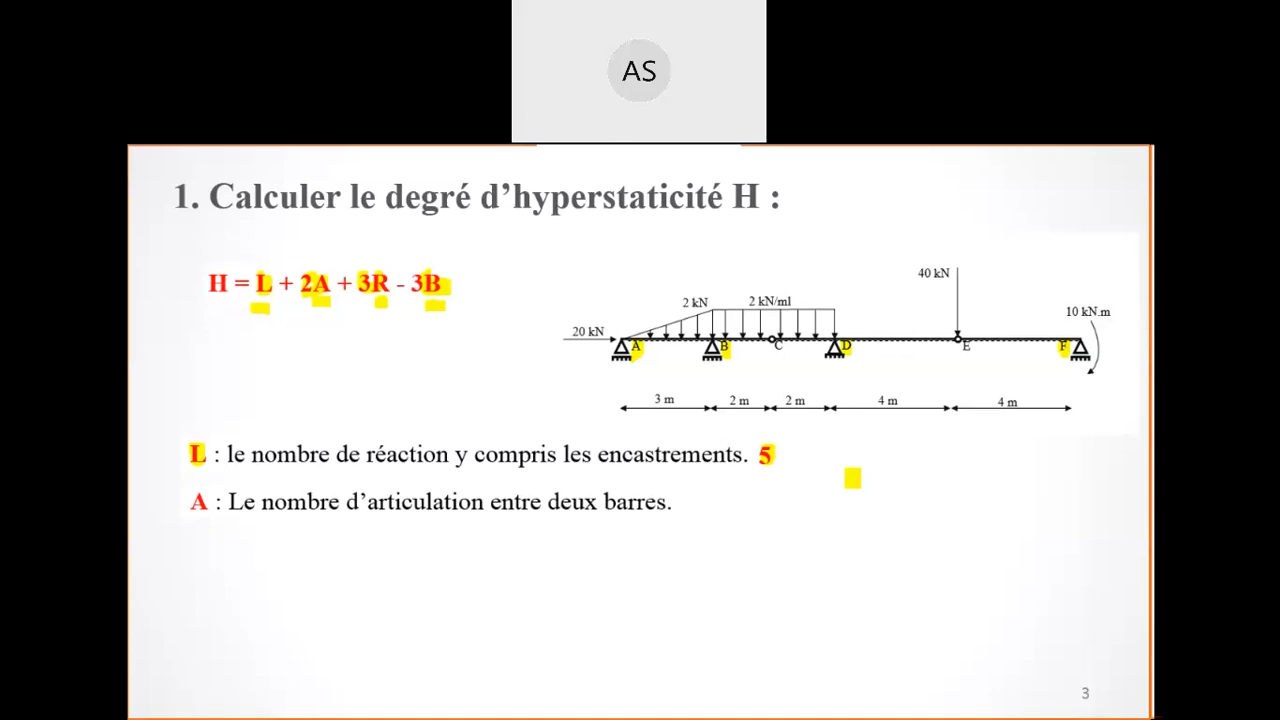 AS
1. Calculer le degré d’hyperstaticité H :
H = L + 2A + 3R - 3B
40 kN
2 kN
2 kN/ml
10 kN.m
20 kN
A
B
C
D
E
F
3 m
2 m
2 m
4 m
4 m
L : le nombre de réaction y compris les encastrements. 5
A : Le nombre d’articulation entre deux barres.
3